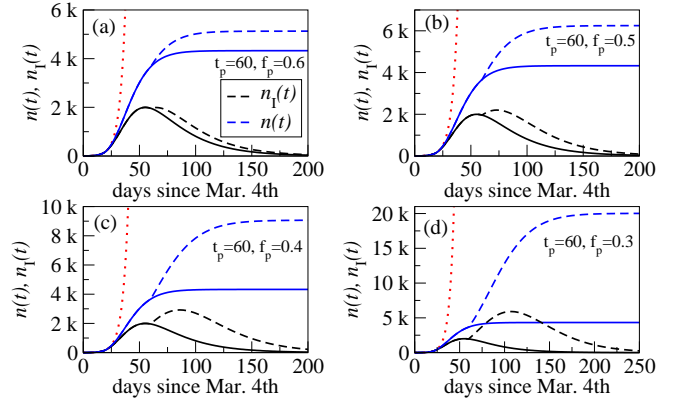 (a)
n(t), n_I(t)
6 k
4 k
2 k
0
t_p=60, f_p=0.6
n_I(t)
n(t)
0 50 100 150 200
days since Mar. 4th
(b)
n(t), n_I(t)
6 k
4 k
2 k
0
t_p=60, f_p=0.5
0 50 100 150 200
days since Mar. 4th
(c)
n(t), n_I(t)
10 k
8 k
6 k
4 k
2 k
0
t_p=60, f_p=0.4
0 50 100 150 200
days since Mar. 4th
(d)
n(t), n_I(t)
20 k
15 k
10 k
5 k
0
t_p=60, f_p=0.3
0 50 100 150 200 250
days since Mar. 4th